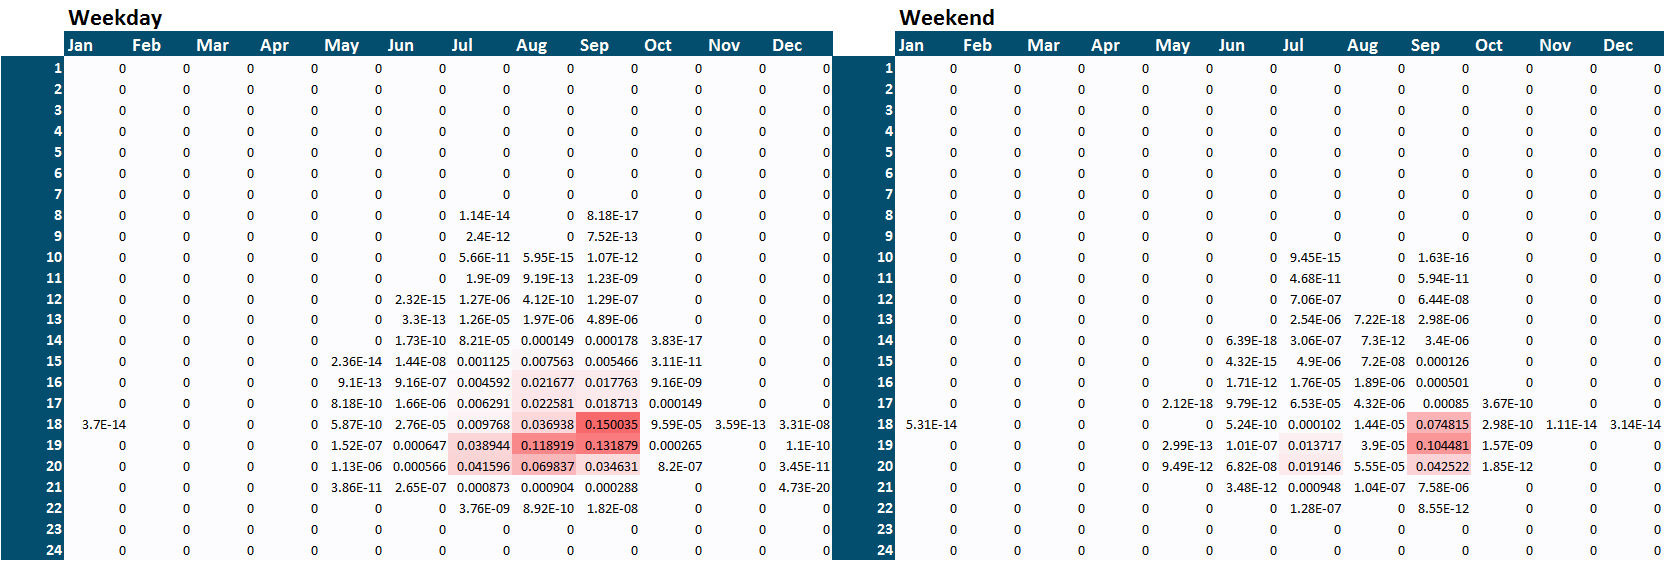 Weekday Weekend
Jan Feb Mar Apr May Jun Jul Aug Sep Oct Nov Dec Jan Feb Mar Apr May Jun Jul Aug Sep Oct Nov Dec
1 0 0 0 0 0 0 0 0 0 0 0 0 1 0 0 0 0 0 0 0 0 0 0 0 0
2 0 0 0 0 0 0 0 0 0 0 0 0 2 0 0 0 0 0 0 0 0 0 0 0 0
3 0 0 0 0 0 0 0 0 0 0 0 0 3 0 0 0 0 0 0 0 0 0 0 0 0
4 0 0 0 0 0 0 0 0 0 0 0 0 4 0 0 0 0 0 0 0 0 0 0 0 0
5 0 0 0 0 0 0 0 0 0 0 0 0 5 0 0 0 0 0 0 0 0 0 0 0 0
6 0 0 0 0 0 0 0 0 0 0 0 0 6 0 0 0 0 0 0 0 0 0 0 0 0
7 0 0 0 0 0 0 0 0 0 0 0 0 7 0 0 0 0 0 0 0 0 0 0 0 0
8 0 0 0 0 0 0 1.14E-14 0 8.18E-17 0 0 0 8 0 0 0 0 0 0 0 0 0 0 0 0
9 0 0 0 0 0 0 2.4E-12 0 7.52E-13 0 0 0 9 0 0 0 0 0 0 0 0 0 0 0 0
10 0 0 0 0 0 0 5.66E-11 5.95E-15 1.07E-12 0 0 0 10 0 0 0 0 0 0 9.45E-15 0 1.63E-16 0 0 0
11 0 0 0 0 0 0 1.9E-09 9.19E-13 1.23E-09 0 0 0 11 0 0 0 0 0 0 4.68E-11 0 5.94E-11 0 0 0
12 0 0 0 0 0 2.32E-15 1.27E-06 4.12E-10 1.29E-07 0 0 0 12 0 0 0 0 0 0 7.06E-07 0 6.44E-08 0 0 0
13 0 0 0 0 0 3.3E-13 1.26E-05 1.97E-06 4.89E-06 0 0 0 13 0 0 0 0 0 0 2.54E-06 7.22E-18 2.98E-06 0 0 0
14 0 0 0 0 0 1.73E-10 8.21E-05 0.000149 0.000178 3.83E-17 0 0 14 0 0 0 0 0 6.39E-18 3.06E-07 7.3E-12 3.4E-06 0 0 0
15 0 0 0 0 2.36E-14 1.44E-08 0.001125 0.007563 0.005466 3.11E-11 0 0 15 0 0 0 0 0 4.32E-15 4.9E-06 7.2E-08 0.000126 0 0 0
16 0 0 0 0 9.1E-13 9.16E-07 0.004592 0.021677 0.017763 9.16E-09 0 0 16 0 0 0 0 0 1.71E-12 1.76E-05 1.89E-06 0.000501 0 0 0
17 0 0 0 0 8.18E-10 1.66E-06 0.006291 0.022581 0.018713 0.000149 0 0 17 0 0 0 0 2.12E-18 9.79E-12 6.53E-05 4.32E-06 0.00085 3.67E-10 0 0
18 3.7E-14 0 0 0 5.87E-10 2.76E-05 0.009768 0.036938 0.150035 9.59E-05 3.59E-13 3.31E-08 18 5.31E-14 0 0 0 0 5.24E-10 0.000102 1.44E-05 0.074815 2.98E-10 1.11E-14 3.14E-14
19 0 0 0 0 1.52E-07 0.000647 0.038944 0.118919 0.131879 0.000265 0 1.1E-10 19 0 0 0 0 2.99E-13 1.01E-07 0.013717 3.9E-05 0.104481 1.57E-09 0 0
20 0 0 0 0 1.13E-06 0.000566 0.041596 0.069837 0.034631 8.2E-07 0 3.45E-11 20 0 0 0 0 9.49E-12 6.82E-08 0.019146 5.55E-05 0.042522 1.85E-12 0 0
21 0 0 0 0 3.86E-11 2.65E-07 0.000873 0.000904 0.000288 0 0 4.73E-20 21 0 0 0 0 0 3.48E-12 0.000948 1.04E-07 7.58E-06 0 0 0
22 0 0 0 0 0 0 3.76E-09 8.92E-10 1.82E-08 0 0 0 22 0 0 0 0 0 0 1.28E-07 0 8.55E-12 0 0 0
23 0 0 0 0 0 0 0 0 0 0 0 0 23 0 0 0 0 0 0 0 0 0 0 0 0
24 0 0 0 0 0 0 0 0 0 0 0 0 24 0 0 0 0 0 0 0 0 0 0 0 0